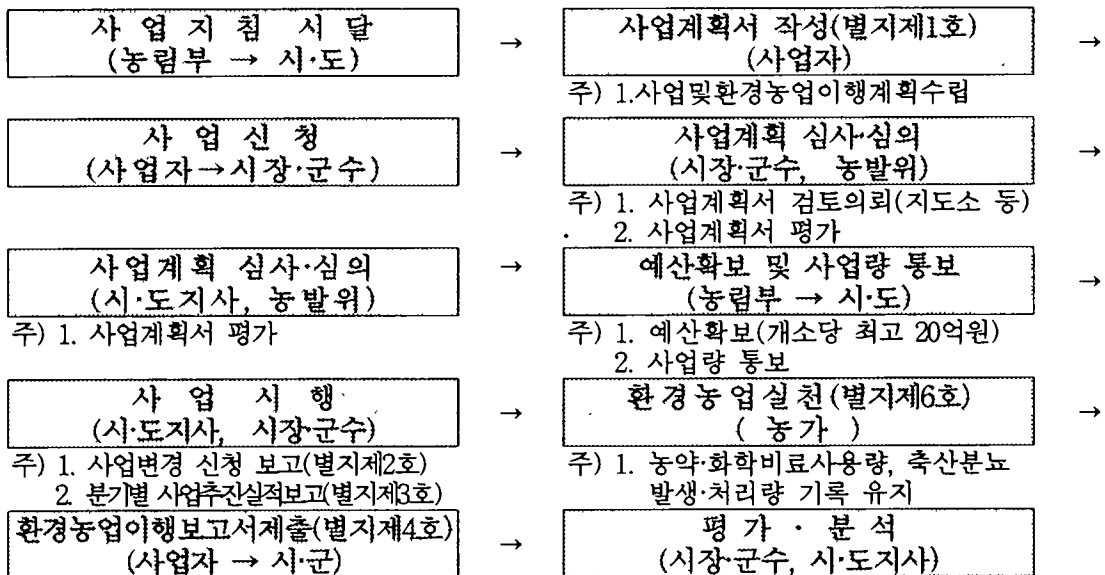 사 업 지 침 시 달
(농림부 → 시·도)
→
사업계획서 작성(별지제1호)
(사업자)
→
주) 1.사업및환경농업이행계획수립
사 업 신 청
(사업자→시장·군수)
→
사업계획 심사·심의
(시장·군수, 농발위)
→
주) 1. 사업계획서 검토의뢰(지도소 등)
2. 사업계획서 평가
사업계획 심사·심의
(시·도지사, 농발위)
→
주) 1. 사업계획서 평가
예산확보 및 사업량 통보
(농림부 → 시·도)
→
주) 1. 예산확보(개소당 최고 20억원)
2. 사업량 통보
사 업 시 행
(시·도지사, 시장·군수)
→
주) 1. 사업변경 신청 보고(별지제2호)
2. 분기별 사업추진실적보고(별지제3호)
환경농업실천(별지제6호)
( 농가 )
→
주) 1. 농약·화학비료사용량, 축산분뇨
발생·처리량 기록 유지
환경농업이행보고서제출(별지제4호)
(사업자 → 시·군)
→
평 가 · 분 석
(시장·군수, 시·도지사)